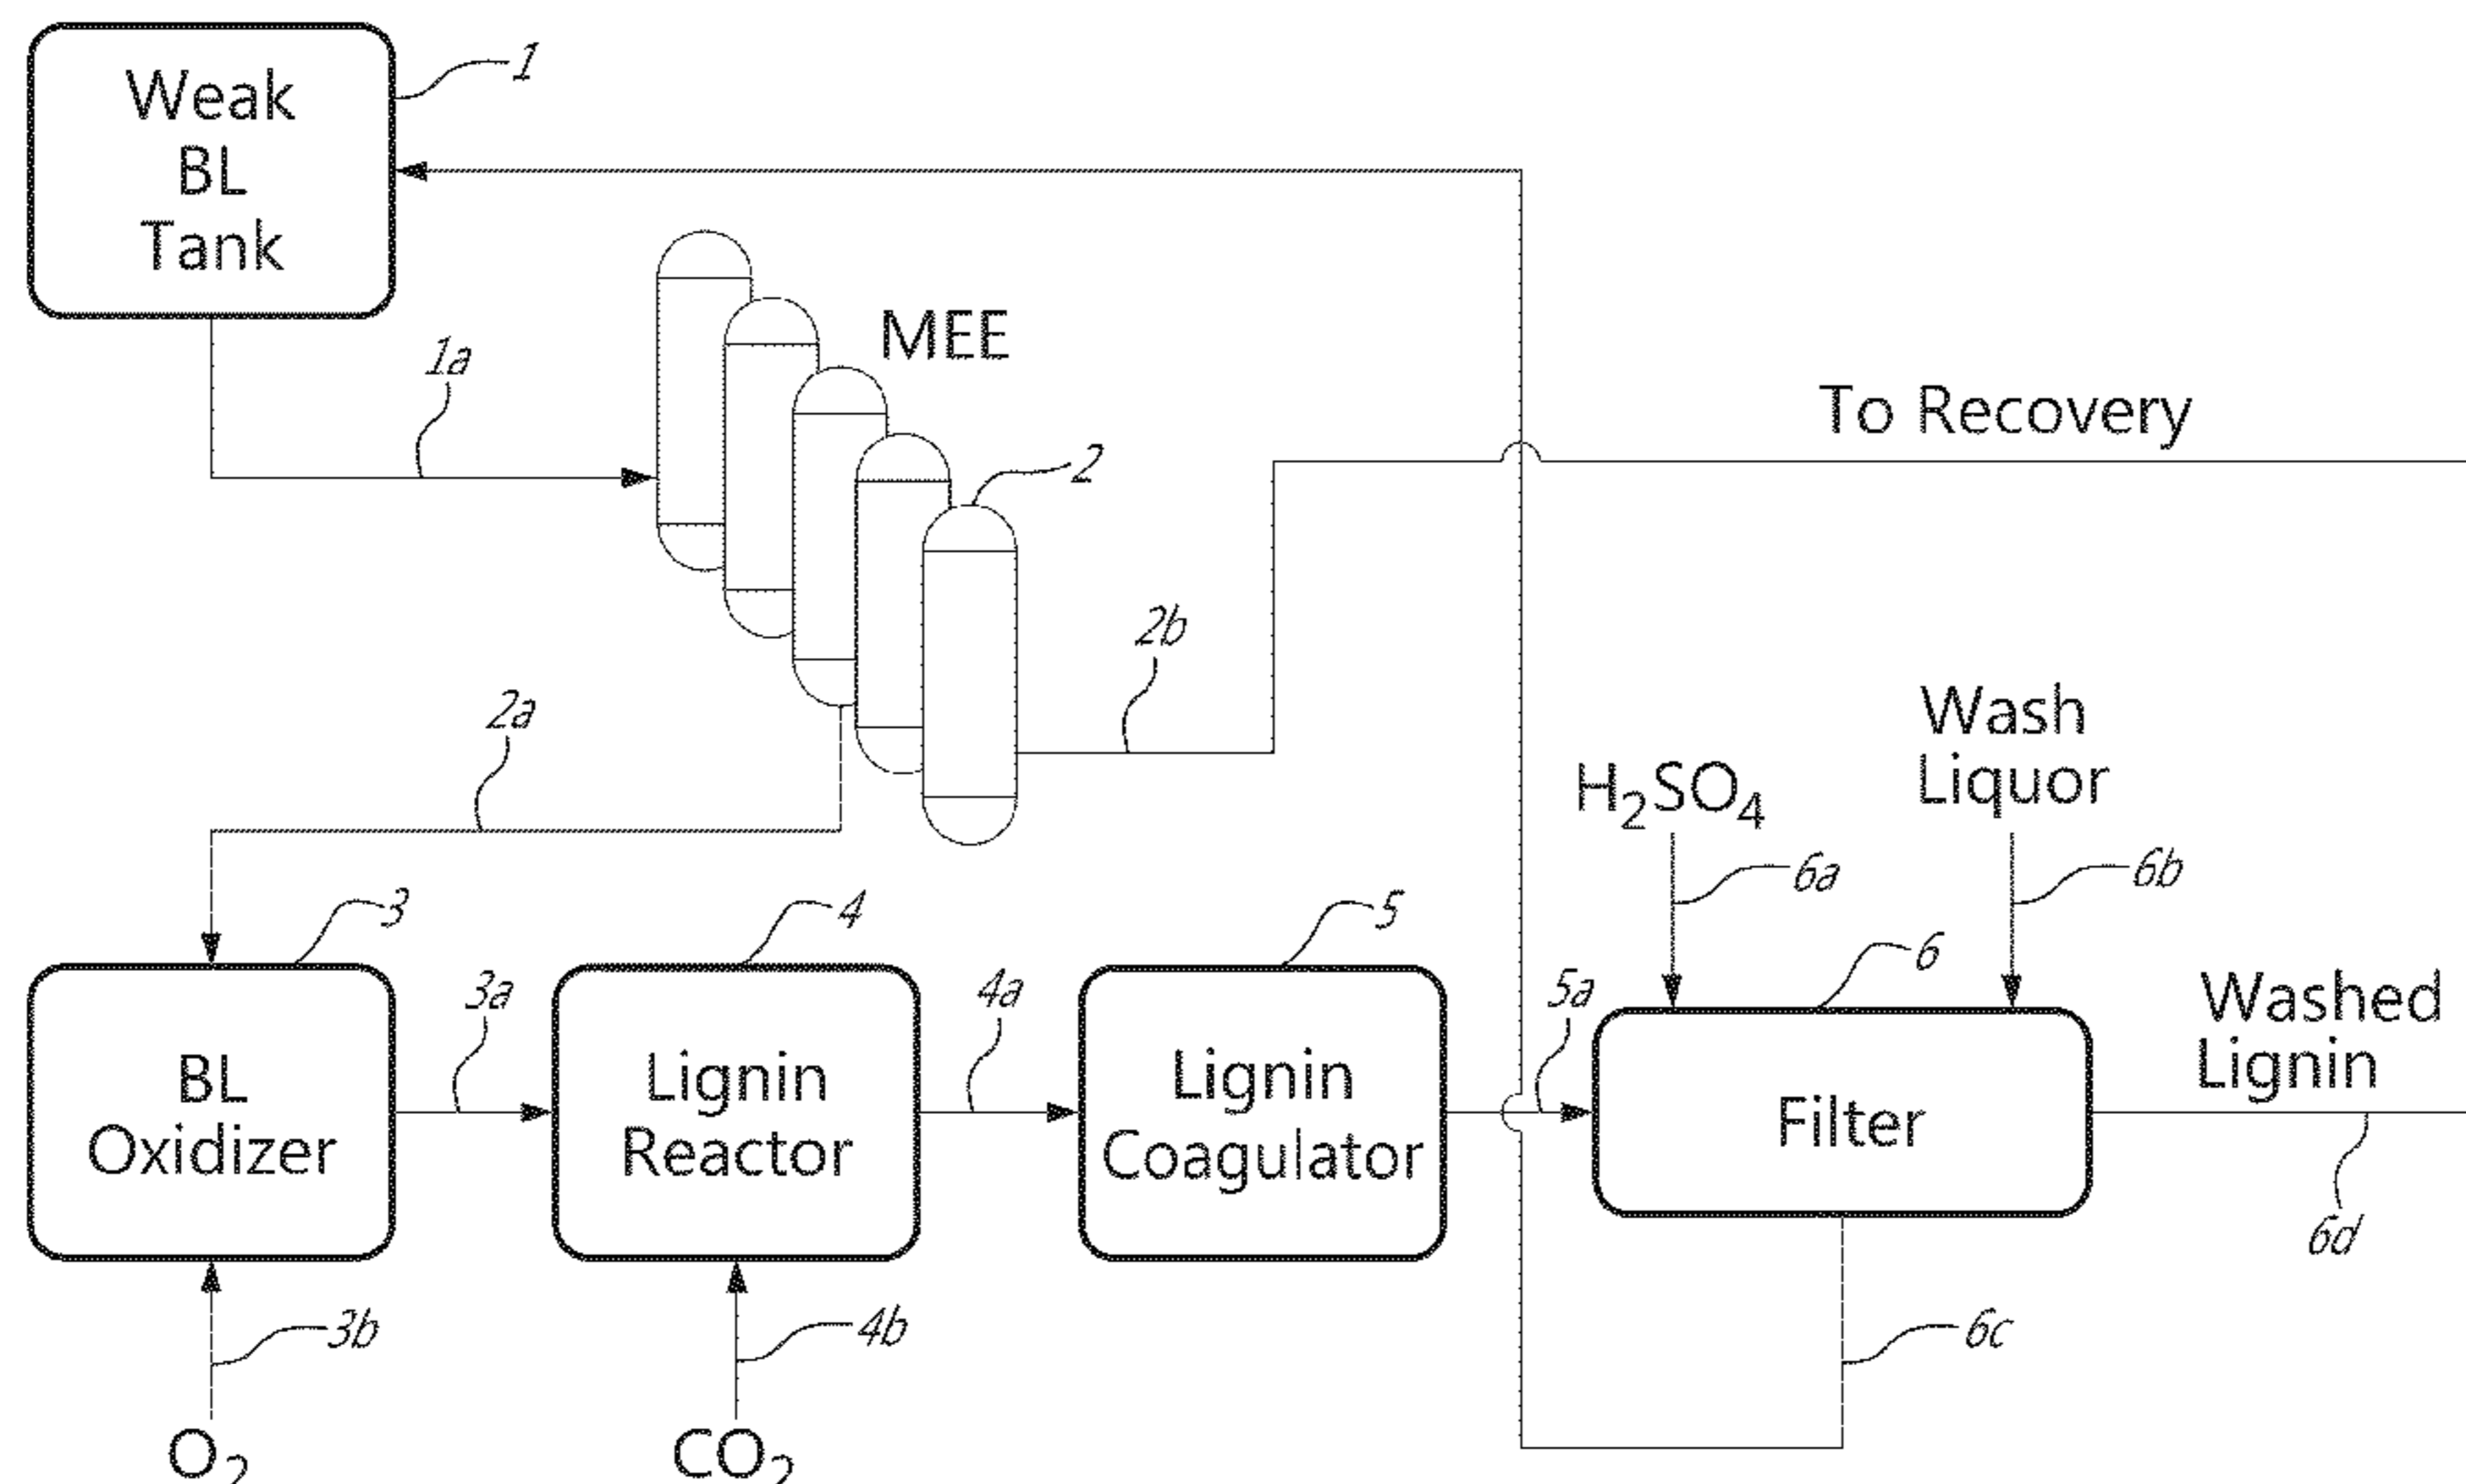 Weak
BL
Tank
1
1a
MEE
2
To Recovery
2b
2a
H₂SO₄
Wash
Liquor
6a
6b
3
4
5
6
BL
Oxidizer
3a
Lignin
Reactor
4a
Lignin
Coagulator
5a
Filter
Washed
Lignin
6d
3b
4b
6c
O₂
CO₂